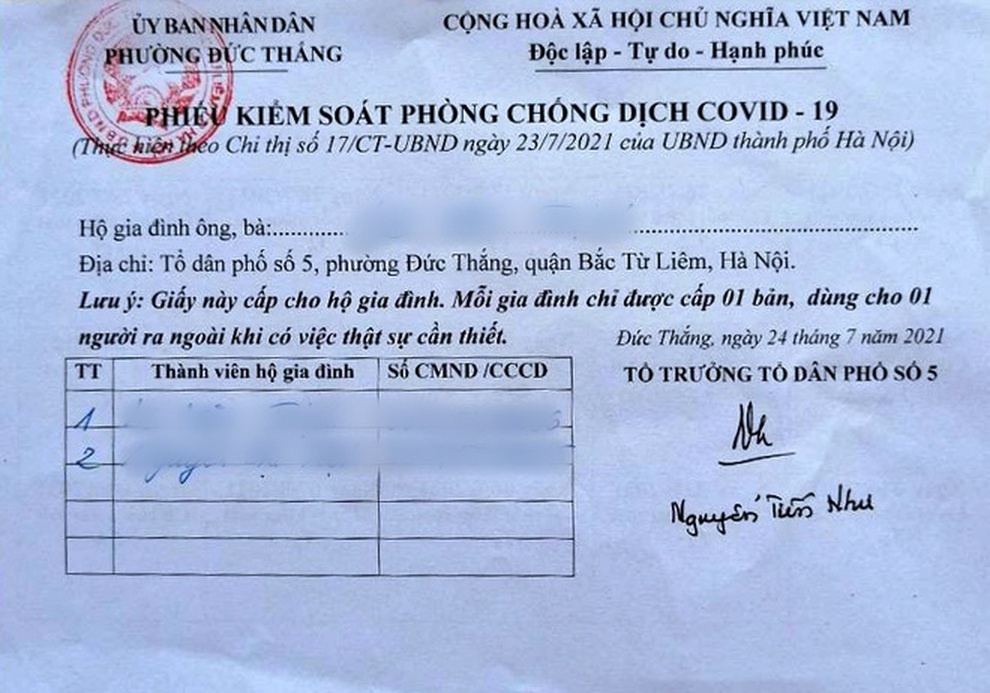 ỦY BAN NHÂN DÂN
PHƯỜNG ĐỨC THẮNG
CỘNG HOÀ XÃ HỘI CHỦ NGHĨA VIỆT NAM
Độc lập - Tự do - Hạnh phúc
PHIẾU KIỂM SOÁT PHÒNG CHỐNG DỊCH COVID - 19
(Thực hiện theo Chỉ thị số 17/CT-UBND ngày 23/7/2021 của UBND thành phố Hà Nội)
Hộ gia đình ông, bà:
Địa chỉ: Tổ dân phố số 5, phường Đức Thắng, quận Bắc Từ Liêm, Hà Nội.
Lưu ý: Giấy này cấp cho hộ gia đình. Mỗi gia đình chỉ được cấp 01 bản, dùng cho 01
người ra ngoài khi có việc thật sự cần thiết.
Đức Thắng, ngày 24 tháng 7 năm 2021
TỔ TRƯỞNG TỔ DÂN PHỐ SỐ 5
TT Thành viên hộ gia đình Số CMND /CCCD
1
2
Nguyễn Tiến Như